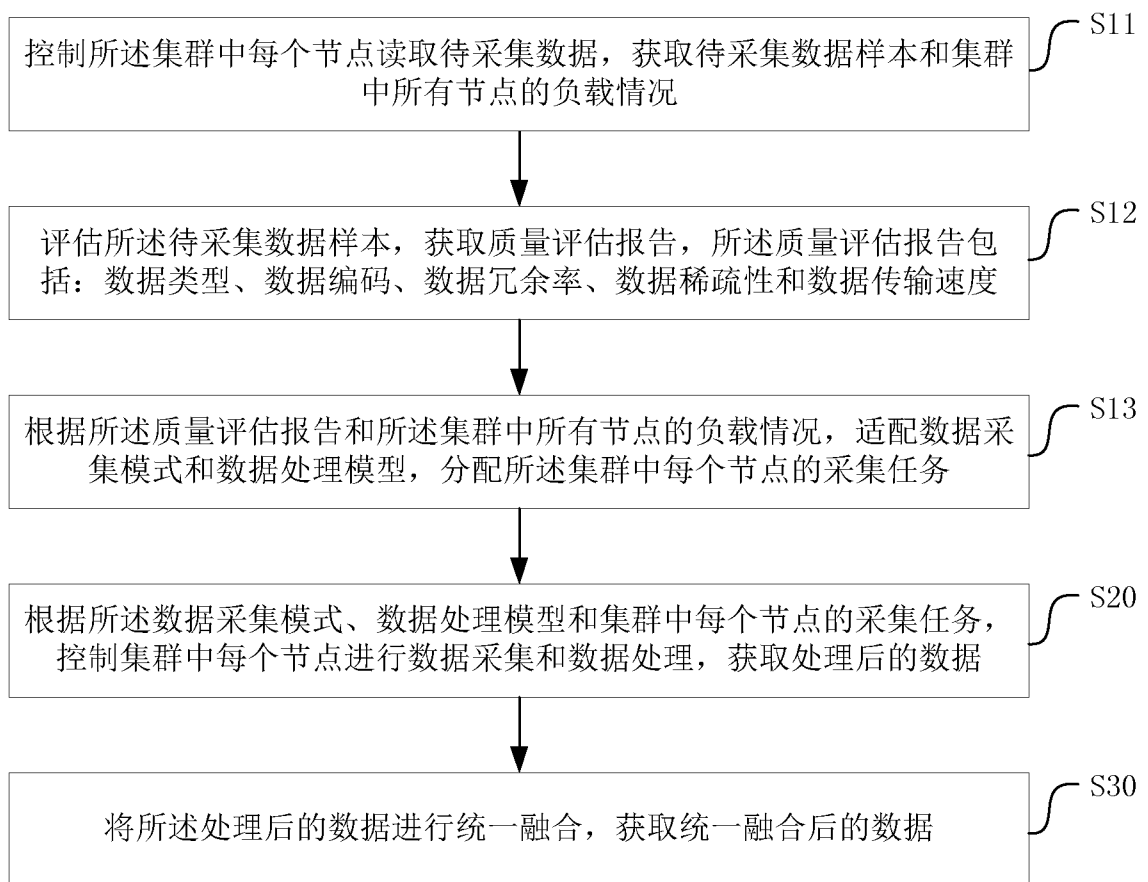 控制所述集群中每个节点读取待采集数据，获取待采集数据样本和集群
中所有节点的负载情况
S11
评估所述待采集数据样本，获取质量评估报告，所述质量评估报告包
括：数据类型、数据编码、数据冗余率、数据稀疏性和数据传输速度
S12
根据所述质量评估报告和所述集群中所有节点的负载情况，适配数据采
集模式和数据处理模型，分配所述集群中每个节点的采集任务
S13
根据所述数据采集模式、数据处理模型和集群中每个节点的采集任务，
控制集群中每个节点进行数据采集和数据处理，获取处理后的数据
S20
将所述处理后的数据进行统一融合，获取统一融合后的数据
S30